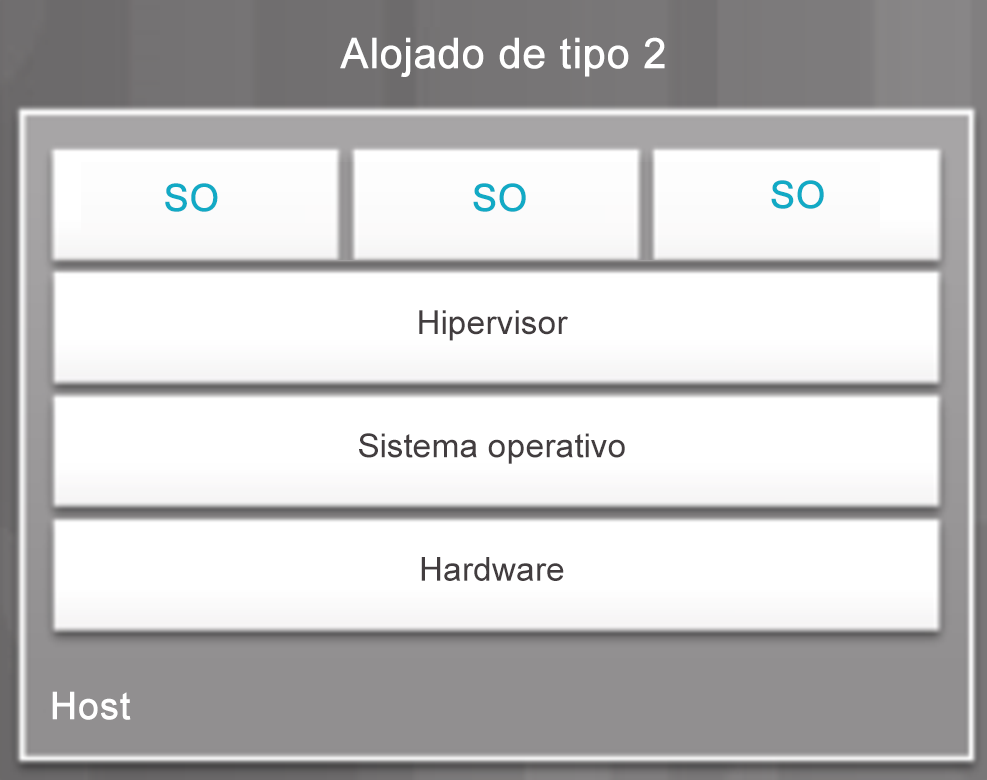 Alojado de tipo 2
SO SO SO
Hipervisor
Sistema operativo
Hardware
Host